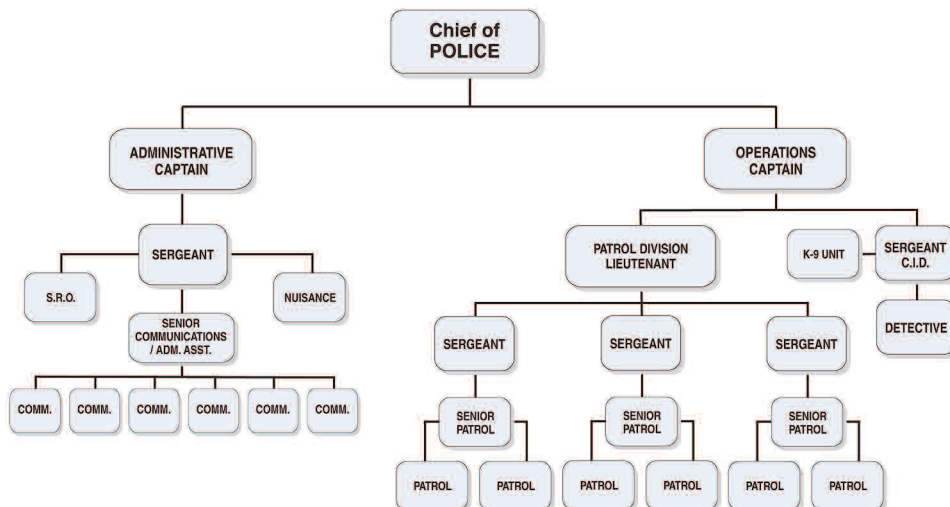 Chief of
POLICE
ADMINISTRATIVE
CAPTAIN
OPERATIONS
CAPTAIN
SERGEANT
PATROL DIVISION
LIEUTENANT
K-9 UNIT
SERGEANT
C.I.D.
S.R.O.
NUISANCE
SENIOR
COMMUNICATIONS
/ ADM. ASST.
SERGEANT
SERGEANT
SERGEANT
DETECTIVE
COMM.
COMM.
COMM.
COMM.
COMM.
COMM.
SENIOR
PATROL
SENIOR
PATROL
SENIOR
PATROL
PATROL
PATROL
PATROL
PATROL
PATROL
PATROL